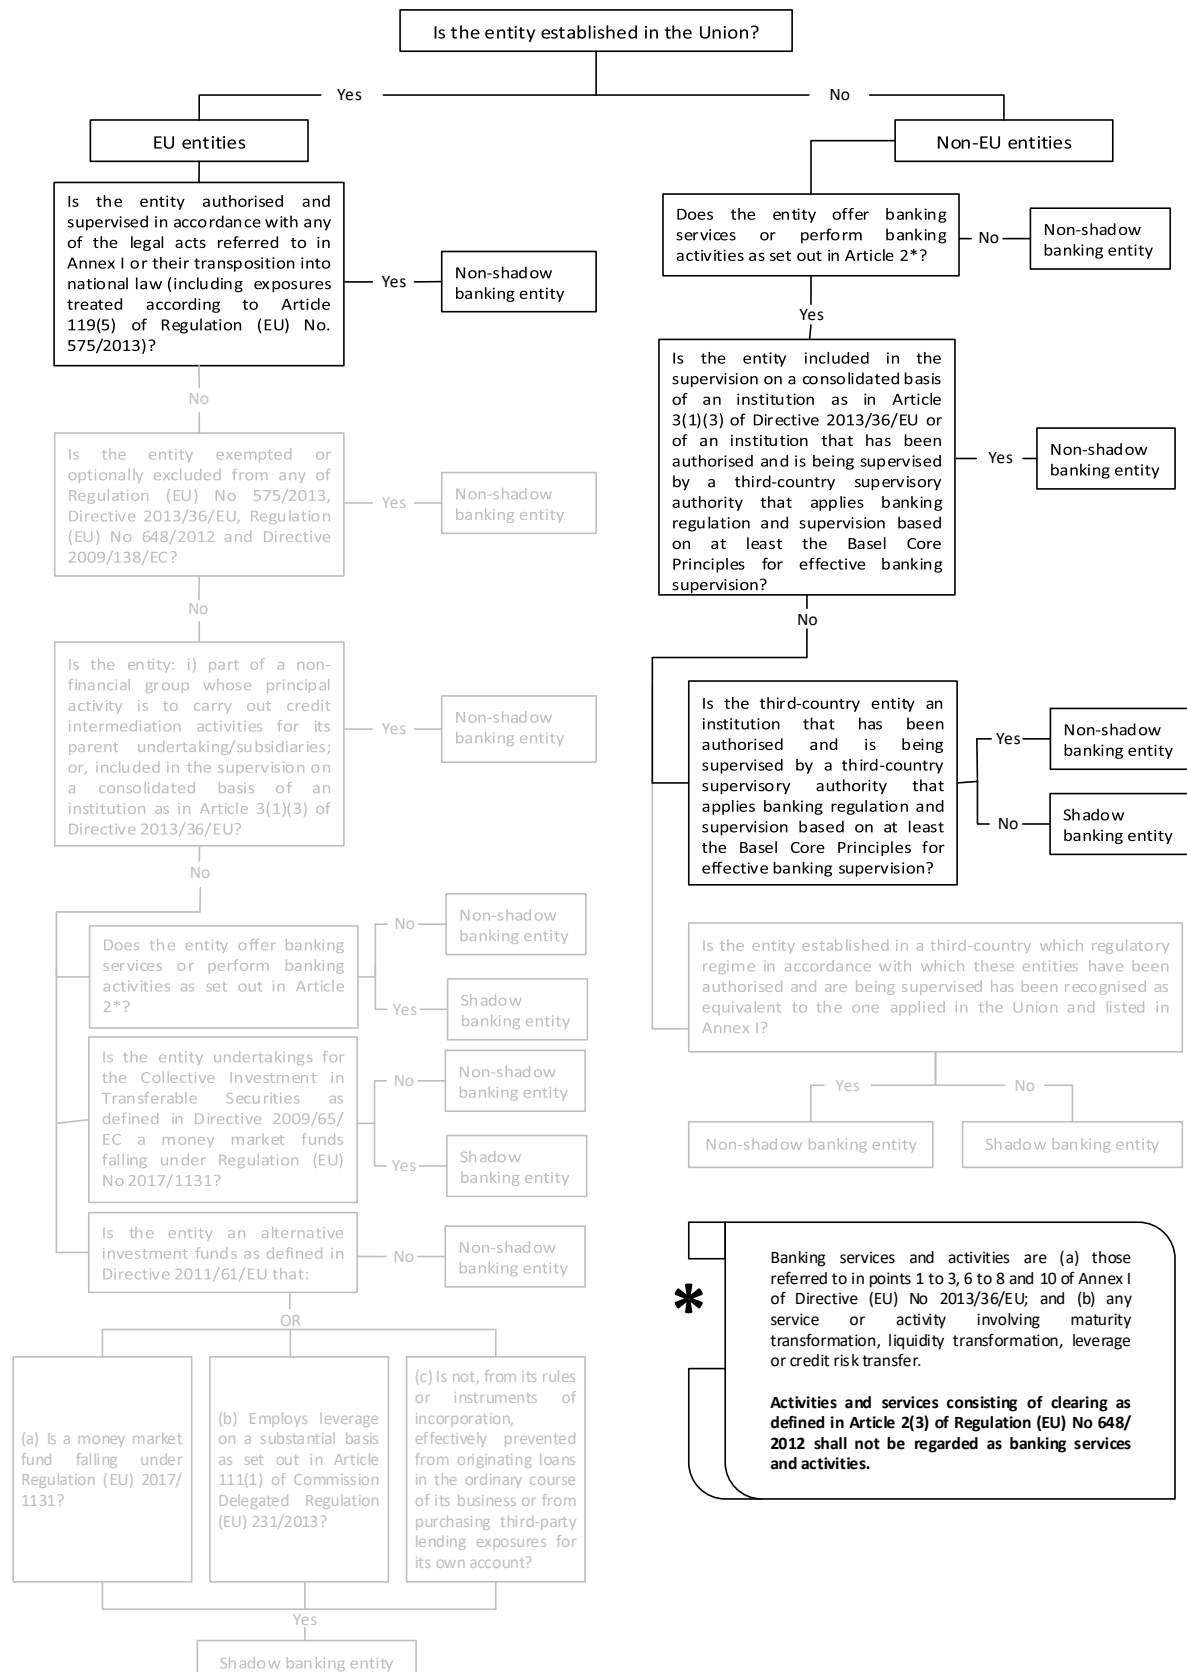 Is the entity established in the Union?
Yes
No
EU entities
Non-EU entities
Is the entity authorised and
supervised in accordance with any
of the legal acts referred to in
Annex I or their transposition into
national law (including exposures
treated according to Article
119(5) of Regulation (EU) No.
575/2013)?
Yes
Non-shadow
banking entity
No
Is the entity exempted or
optionally excluded from any of
Regulation (EU) No 575/2013,
Directive 2013/36/EU, Regulation
(EU) No 648/2012 and Directive
2009/138/EC?
Yes
Non-shadow
banking entity
No
Is the entity: i) part of a non-
financial group whose principal
activity is to carry out credit
intermediation activities for its
parent undertaking/subsidiaries;
or, included in the supervision on
a consolidated basis of an
institution as in Article 3(1)(3) of
Directive 2013/36/EU?
Yes
Non-shadow
banking entity
No
Does the entity offer banking
services or perform banking
activities as set out in Article
2*?
No
Non-shadow
banking entity
Yes
Shadow
banking entity
Is the entity undertakings for
the Collective Investment in
Transferable Securities as
defined in Directive 2009/65/
EC a money market funds
falling under Regulation (EU)
No 2017/1131?
No
Non-shadow
banking entity
Yes
Shadow
banking entity
Is the entity an alternative
investment funds as defined in
Directive 2011/61/EU that:
No
Non-shadow
banking entity
OR
(a) Is a money market
fund falling under
Regulation (EU) 2017/
1131?
(b) Employs leverage
on a substantial basis
as set out in Article
111(1) of Commission
Delegated Regulation
(EU) 231/2013?
(c) Is not, from its rules
or instruments of
incorporation,
effectively prevented
from originating loans
in the ordinary course
of its business or from
purchasing third-party
lending exposures for
its own account?
Yes
Shadow banking entity
Does the entity offer banking
services or perform banking
activities as set out in Article 2*?
No
Non-shadow
banking entity
Yes
Is the entity included in the
supervision on a consolidated basis
of an institution as in Article
3(1)(3) of Directive 2013/36/EU or
of an institution that has been
authorised and is being supervised
by a third-country supervisory
authority that applies banking
regulation and supervision based
on at least the Basel Core
Principles for effective banking
supervision?
Yes
Non-shadow
banking entity
No
Is the third-country entity an
institution that has been
authorised and is being
supervised by a third-country
supervisory authority that
applies banking regulation and
supervision based on at least
the Basel Core Principles for
effective banking supervision?
Yes
Non-shadow
banking entity
No
Shadow
banking entity
Is the entity established in a third-country which regulatory
regime in accordance with which these entities have been
authorised and are being supervised has been recognised as
equivalent to the one applied in the Union and listed in
Annex I?
Yes
No
Non-shadow banking entity
Shadow banking entity
*
Banking services and activities are (a) those
referred to in points 1 to 3, 6 to 8 and 10 of Annex I
of Directive (EU) No 2013/36/EU; and (b) any
service or activity involving maturity
transformation, liquidity transformation, leverage
or credit risk transfer.
Activities and services consisting of clearing as
defined in Article 2(3) of Regulation (EU) No 648/
2012 shall not be regarded as banking services
and activities.